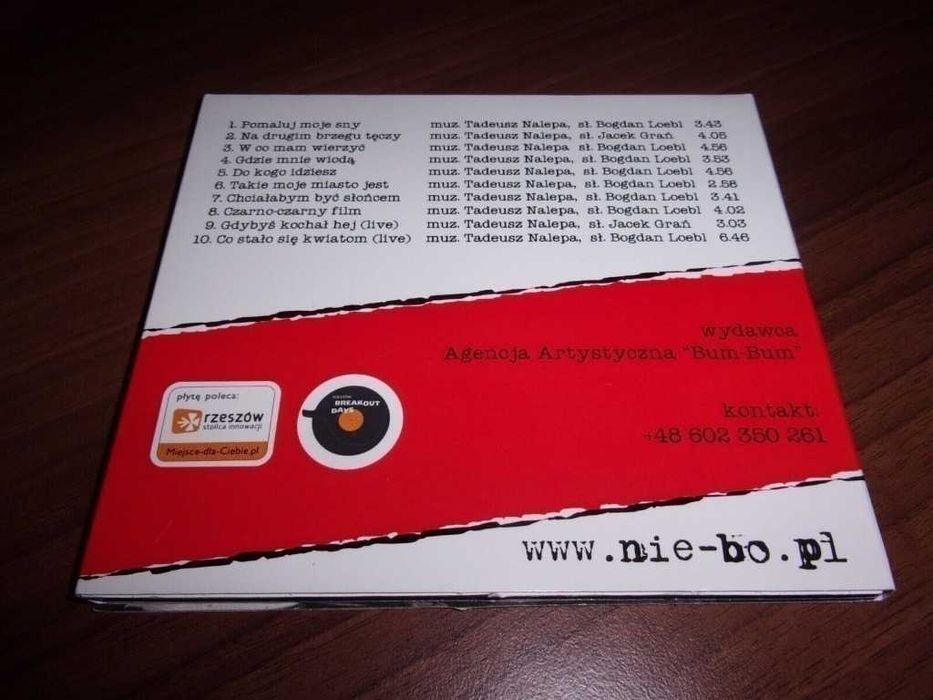 1. Pomaluj moje sny muz. Tadeusz Nalepa, sł. Bogdan Loebl 3.43
2. Na drugim brzegu tęczy muz. Tadeusz Nalepa, sł. Jacek Grań 4.05
3. W co mam wierzyć muz. Tadeusz Nalepa sł. Bogdan Loebl 4.56
4. Gdzie mnie wiodą muz. Tadeusz Nalepa, sł. Bogdan Loebl 3.53
5. Do kogo idziesz muz. Tadeusz Nalepa, sł. Bogdan Loebl 4.56
6. Takie moje miasto jest muz. Tadeusz Nalepa, sł. Bogdan Loebl 2.58
7. Chciałabym być słońcem muz. Tadeusz Nalepa, sł. Bogdan Loebl 3.41
8. Czarno-czarny film muz. Tadeusz Nalepa, sł. Bogdan Loebl 4.02
9. Gdybyś kochał hej (live) muz. Tadeusz Nalepa, sł. Jacek Grań 3.03
10. Co stało się kwiatom (live) muz. Tadeusz Nalepa, sł. Bogdan Loebl 6.46
wydawca
Agencja Artystyczna "Bum-Bum"
płytę poleca:
rzeszów
stolica innowacji
Miejsce-dla-Ciebie.pl
rzeszów
BREAKOUT
DAYS
kontakt:
+48 602 350 261
www.nie-bo.pl